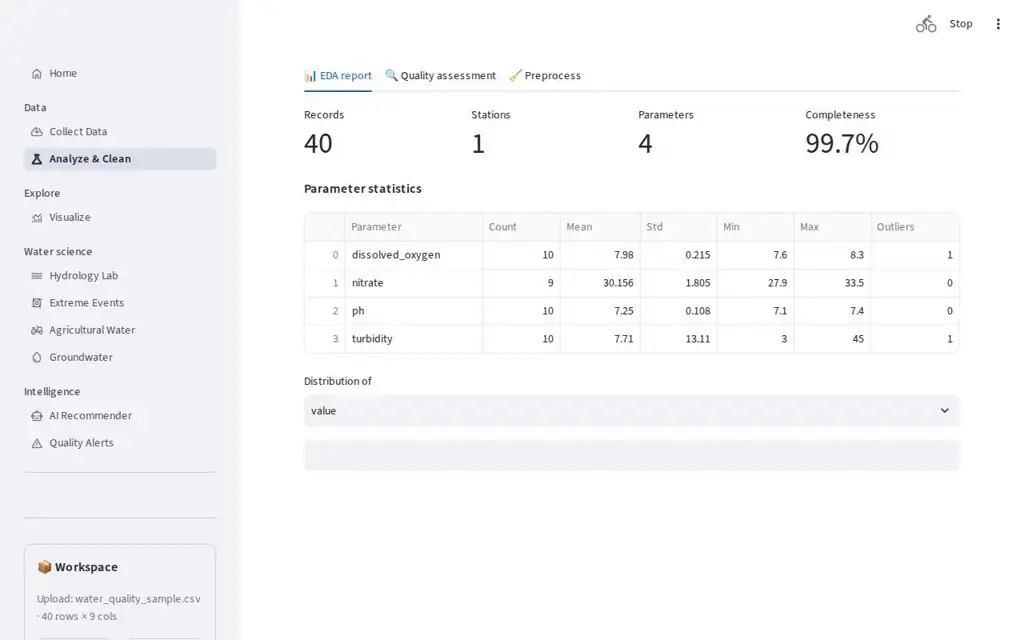 Stop
Home
Data
Collect Data
Analyze & Clean
Explore
Visualize
Water science
Hydrology Lab
Extreme Events
Agricultural Water
Groundwater
Intelligence
AI Recommender
Quality Alerts
📦 Workspace
Upload: water_quality_sample.csv
· 40 rows × 9 cols
📊 EDA report 🔍 Quality assessment 🧹 Preprocess
Records Stations Parameters Completeness
40 1 4 99.7%
Parameter statistics
Parameter Count Mean Std Min Max Outliers
0 dissolved_oxygen 10 7.98 0.215 7.6 8.3 1
1 nitrate 9 30.156 1.805 27.9 33.5 0
2 ph 10 7.25 0.108 7.1 7.4 0
3 turbidity 10 7.71 13.11 3 45 1
Distribution of
value